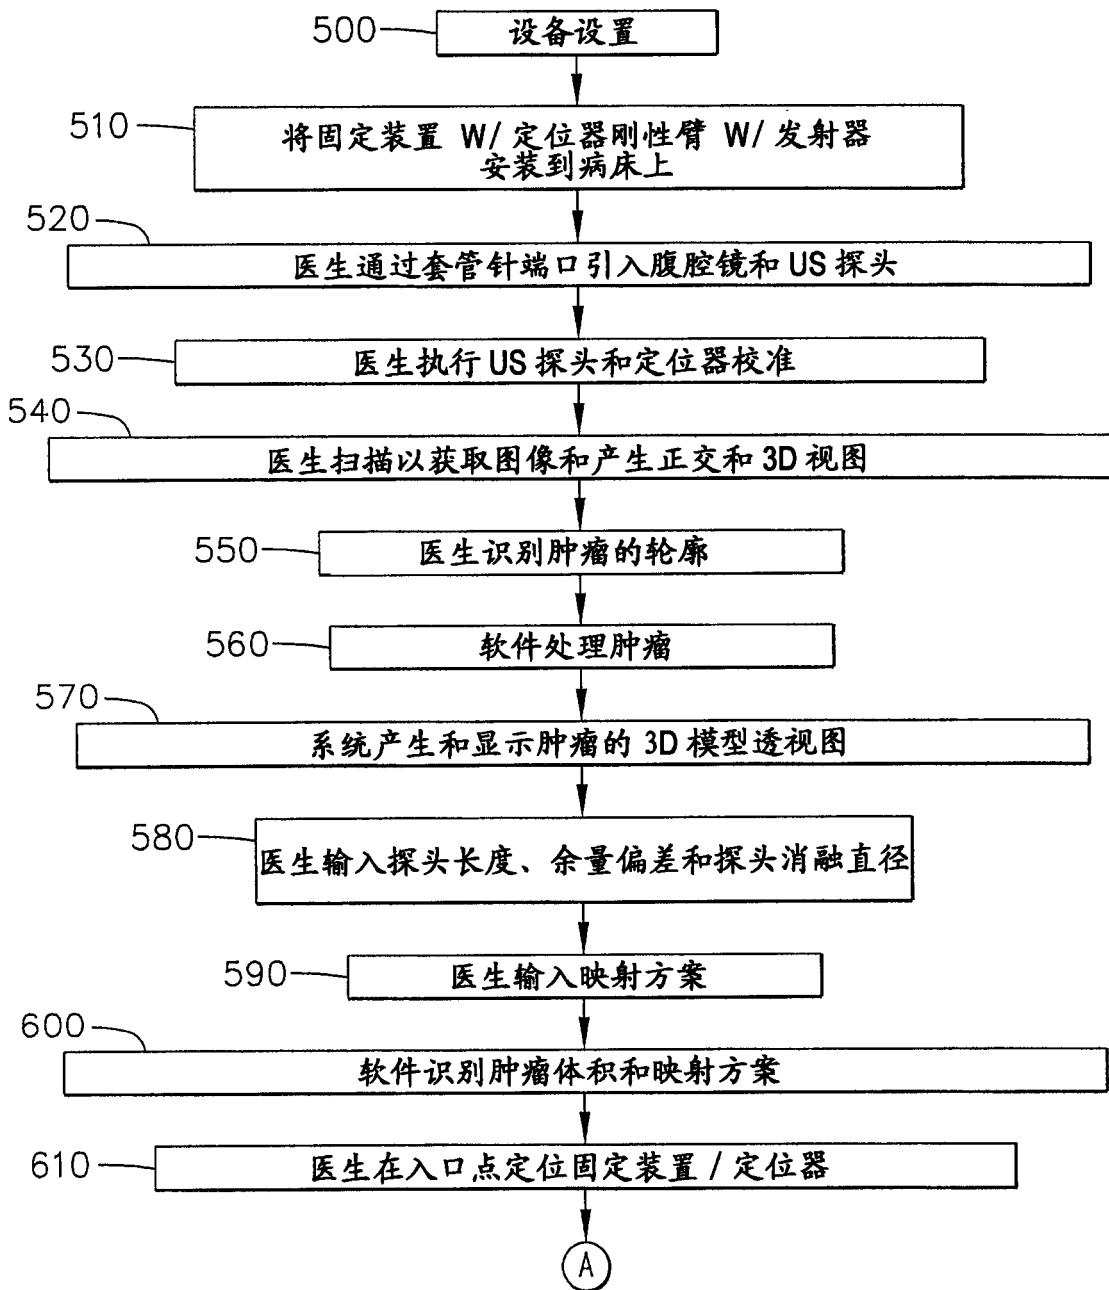 500
设备设置
510
将固定装置 W/ 定位器刚性臂 W/ 发射器
安装到病床上
520
医生通过套管针端口引入腹腔镜和 US 探头
530
医生执行 US 探头和定位器校准
540
医生扫描以获取图像和产生正交和 3D 视图
550
医生识别肿瘤的轮廓
560
软件处理肿瘤
570
系统产生和显示肿瘤的 3D 模型透视图
580
医生输入探头长度、余量偏差和探头消融直径
590
医生输入映射方案
600
软件识别肿瘤体积和映射方案
610
医生在入口点定位固定装置 / 定位器
A